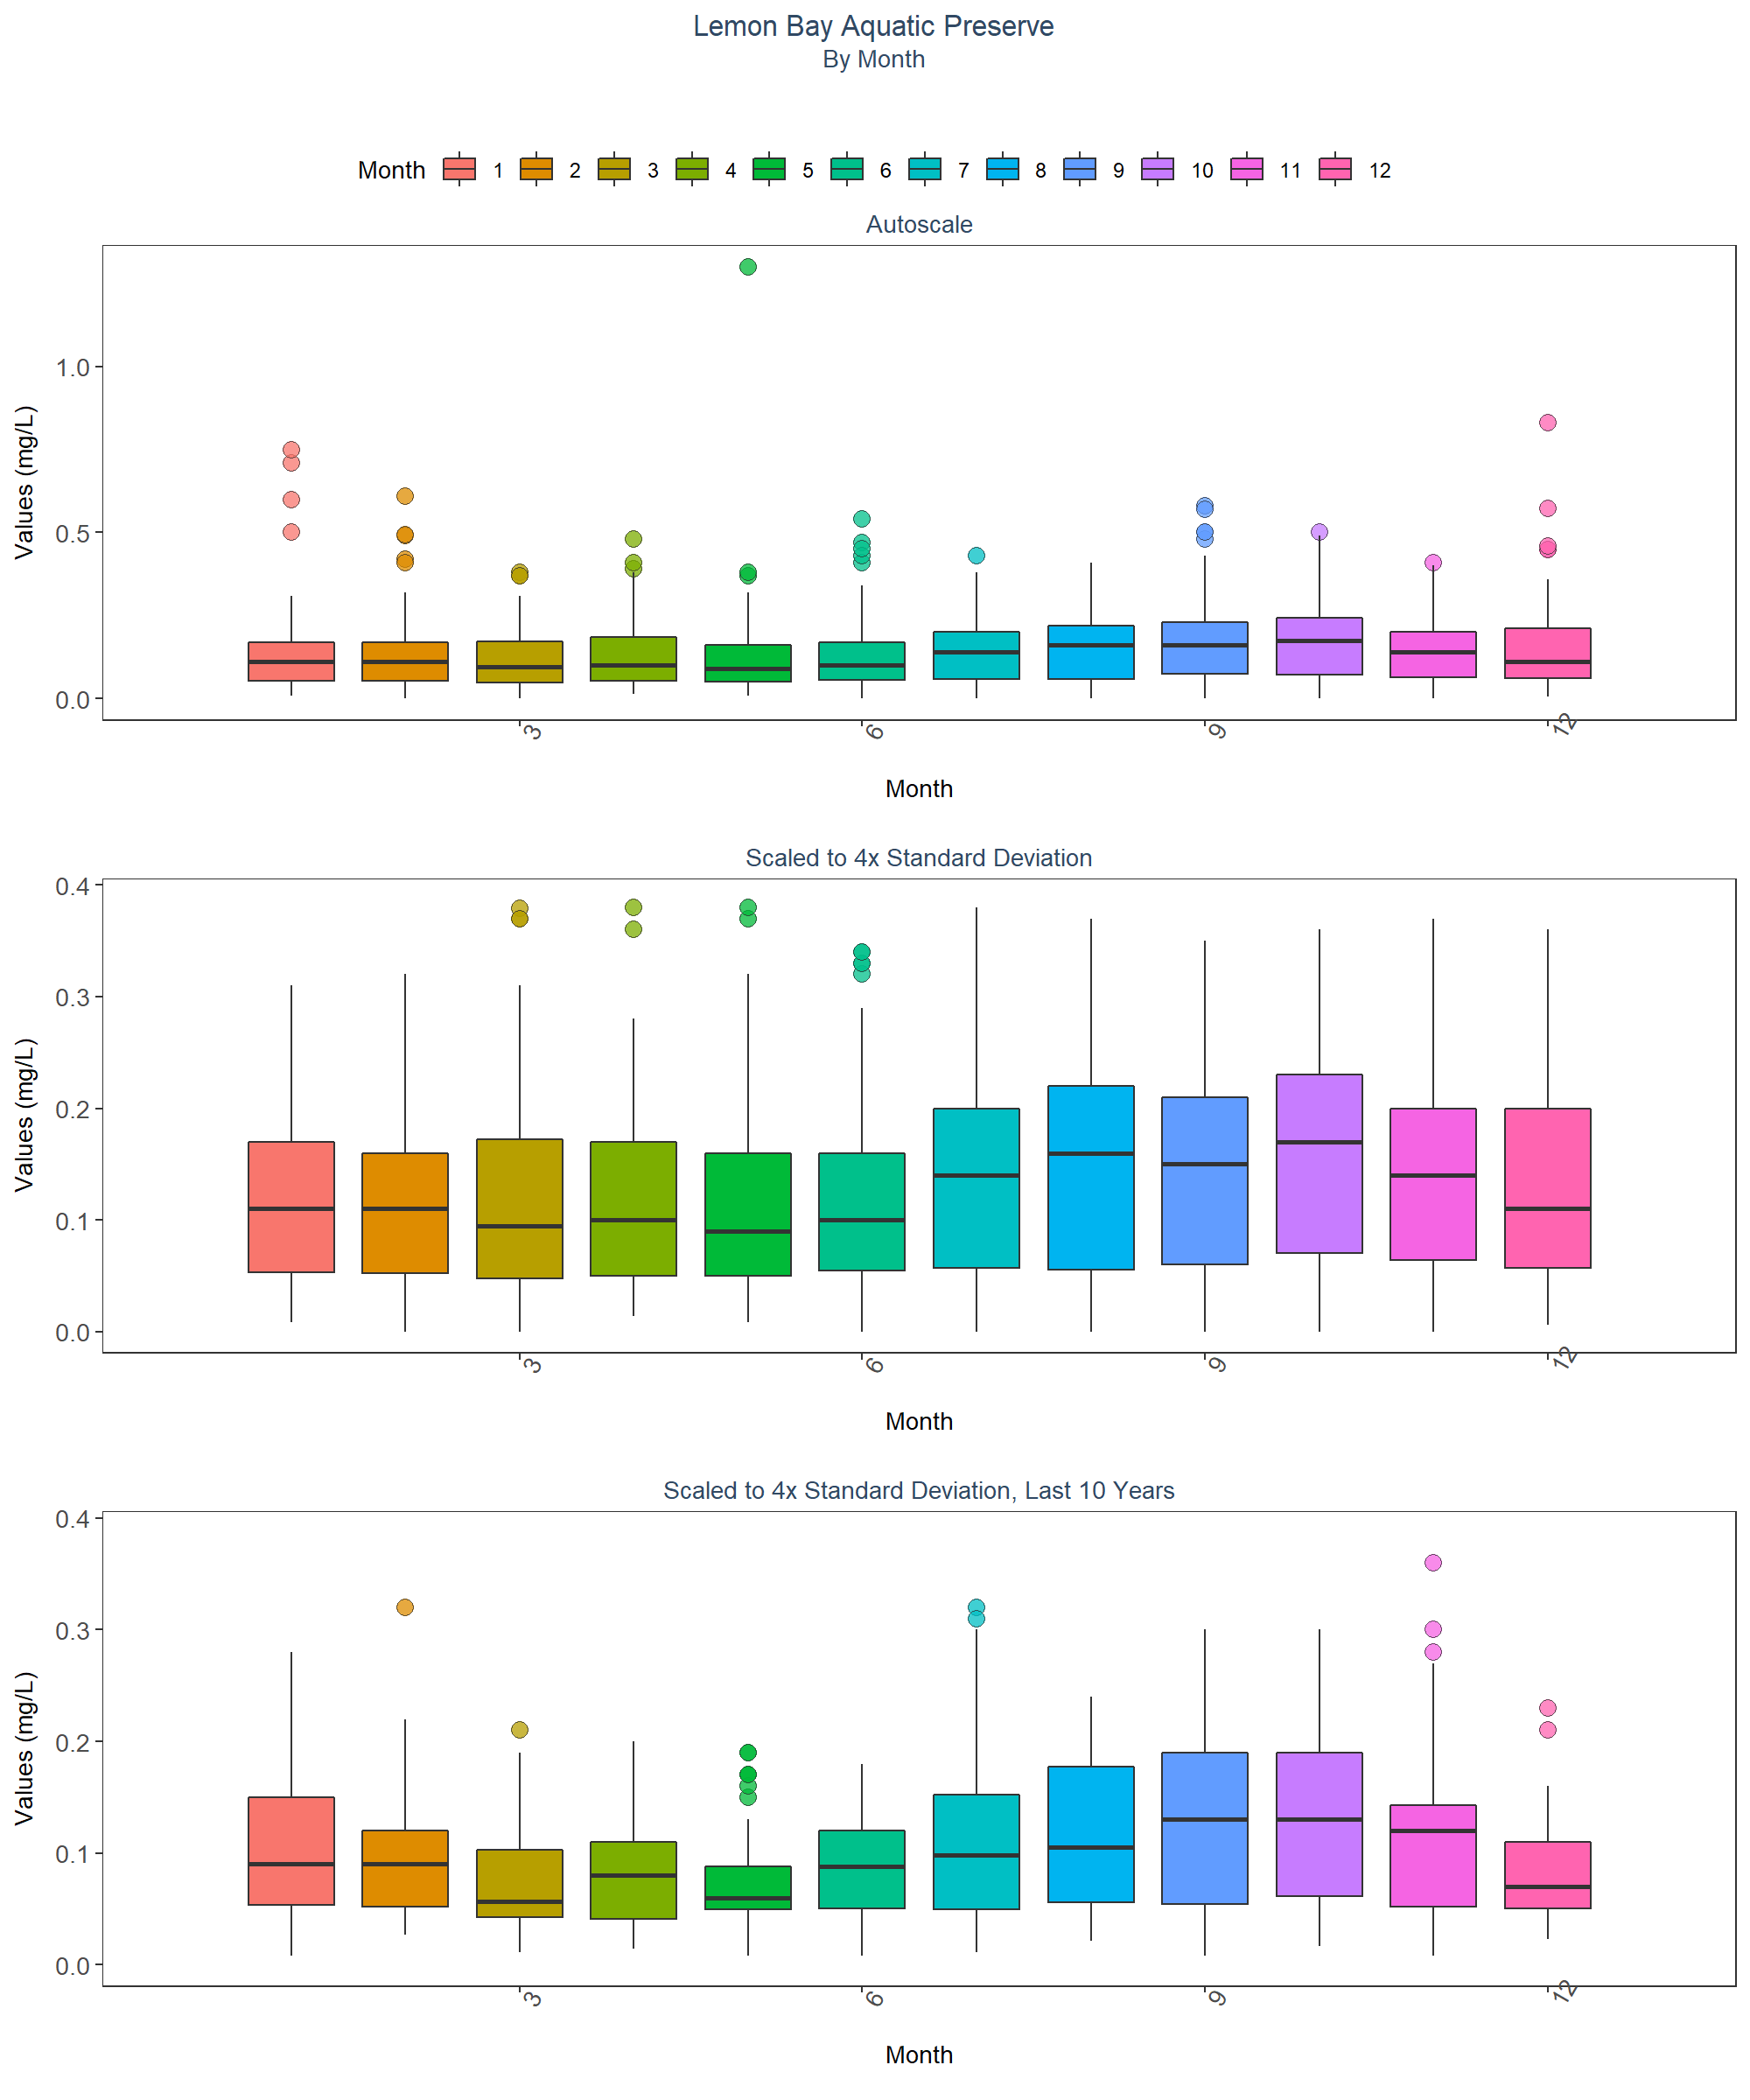 Lemon Bay Aquatic Preserve
By Month
Month 1 2 3 4 5 6 7 8 9 10 11 12
Autoscale
Values (mg/L)
1.0
0.5
0.0
3 6 9 12
Month
Scaled to 4x Standard Deviation
Values (mg/L)
0.4
0.3
0.2
0.1
0.0
3 6 9 12
Month
Scaled to 4x Standard Deviation, Last 10 Years
Values (mg/L)
0.4
0.3
0.2
0.1
0.0
3 6 9 12
Month